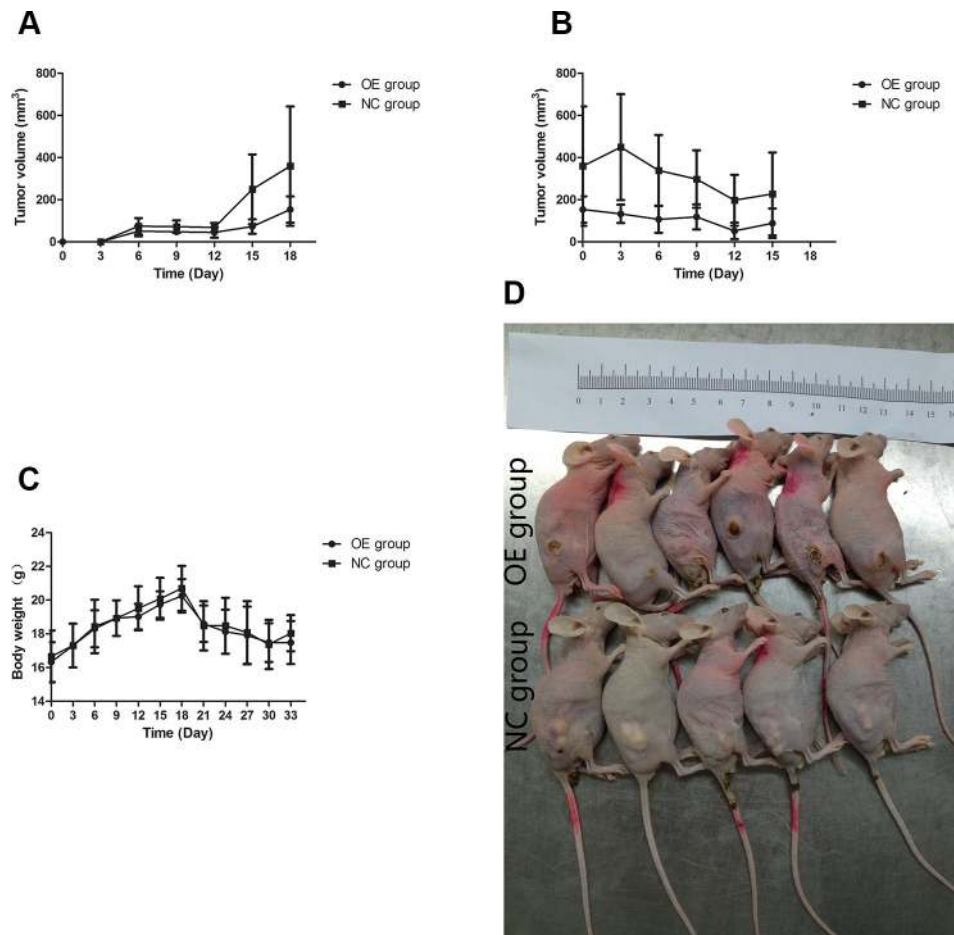 A
Tumor volume (mm³)
800
600
400
200
0
0 3 6 9 12 15 18
Time (Day)
OE group
NC group
B
Tumor volume (mm³)
800
600
400
200
0 3 6 9 12 15 18
Time (Day)
OE group
NC group
C
Body weight (g)
24
22
20
18
16
14
0 3 6 9 12 15 18 21 24 27 30 33
Time (Day)
OE group
NC group
D
0 1 2 3 4 5 6 7 8 9 10 11 12 13 14 15 16
OE group
NC group